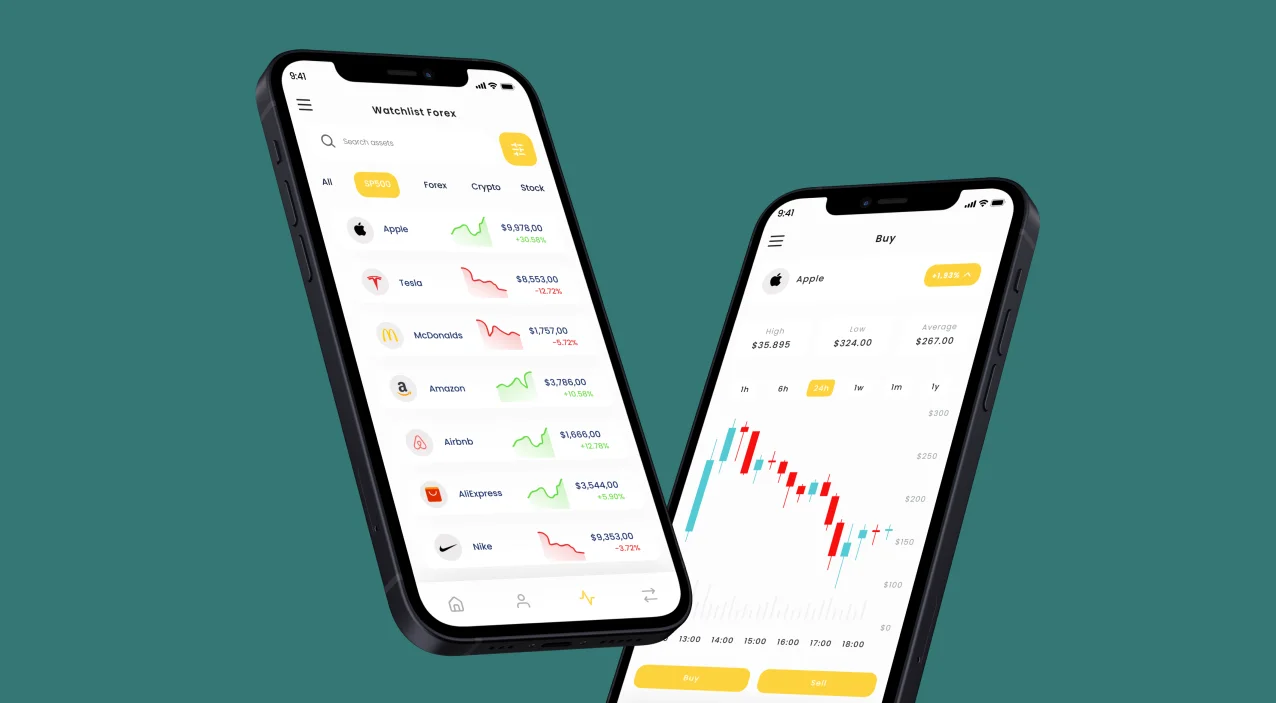 9:41
Watchlist Forex
Search assets
All SP500 Forex Crypto Stock
Apple $9,978,00
+30.58%
Tesla $8,553,00
-12.72%
McDonalds $1,757,00
-5.72%
Amazon $3,786,00
+10.58%
Airbnb $1,666,00
+12.78%
AliExpress $3,544,00
+5.90%
Nike $9,353,00
-3.72%
9:41
Buy
Apple +1.82%
High Low Average
$35.895 $324.00 $267.00
1h 6h 24h 1w 1m 1y
$300
$250
$200
$150
$100
$0
13:00 14:00 15:00 16:00 17:00 18:00
Buy Sell